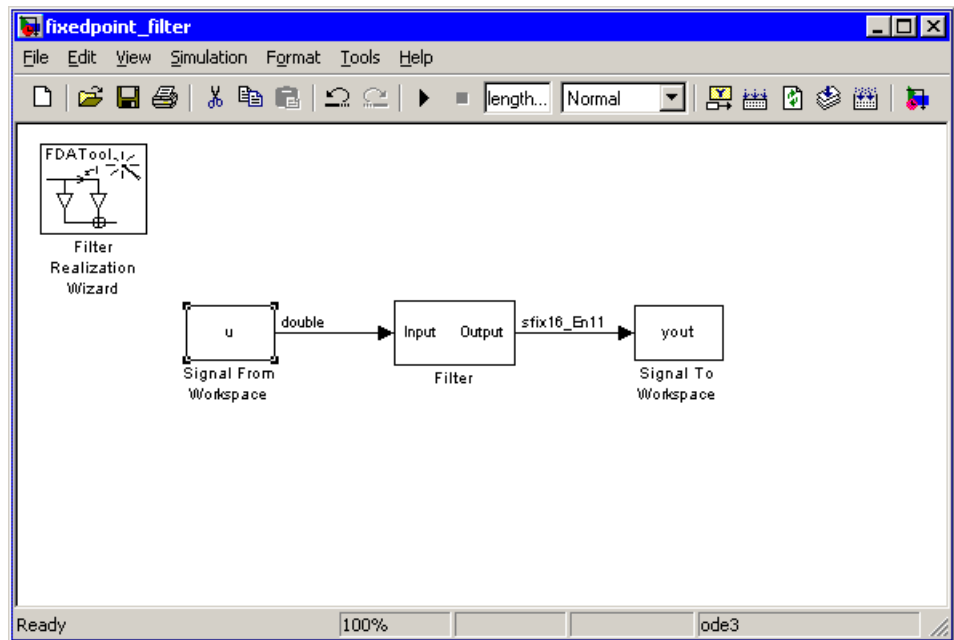 fixedpoint_filter
File Edit View Simulation Format Tools Help
length... Normal
FDATool
z-1
Filter
Realization
Wizard
u
double
Input Output
sfix16_En11
yout
Signal From
Workspace
Filter
Signal To
Workspace
Ready 100% ode3